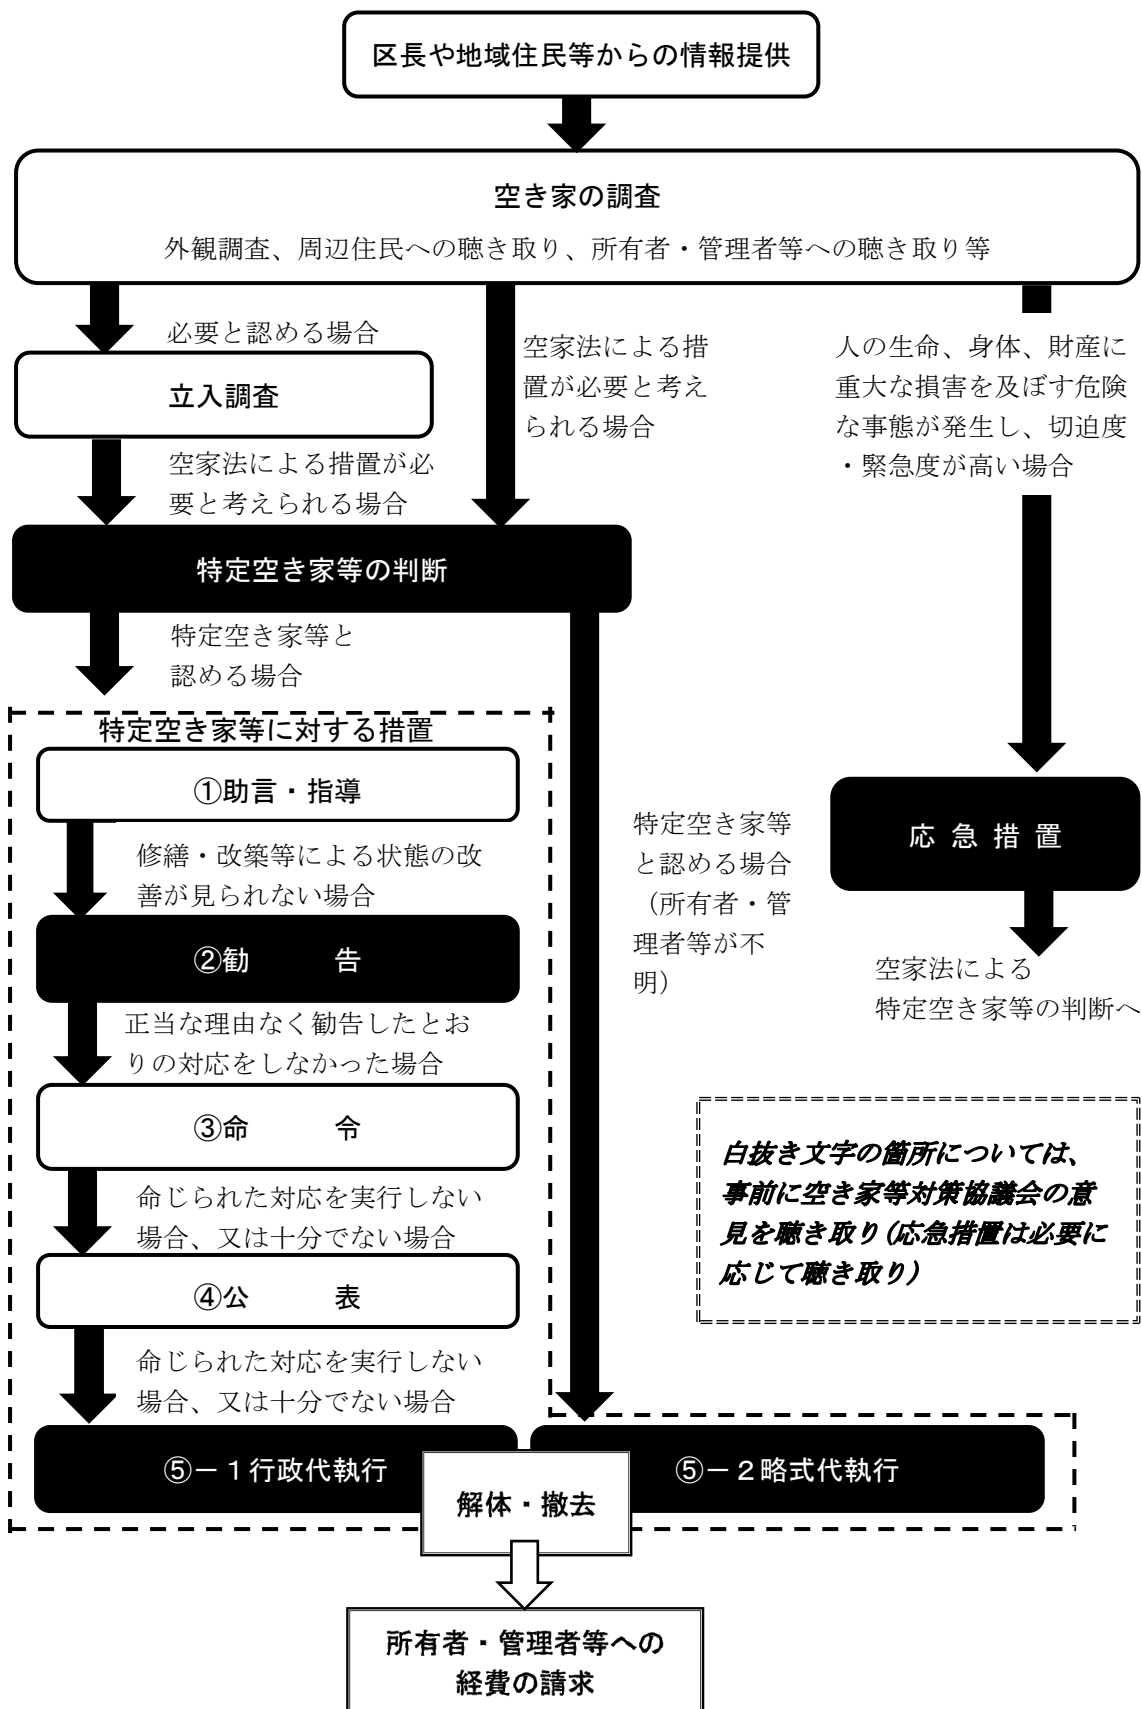 区長や地域住民等からの情報提供
空き家の調査
外観調査、周辺住民への聴き取り、所有者・管理者等への聴き取り等
必要と認める場合
立入調査
空家法による措置が必
要と考えられる場合
空家法による措
置が必要と考え
られる場合
人の生命、身体、財産に
重大な損害を及ぼす危険
な事態が発生し、切迫度
・緊急度が高い場合
特定空き家等の判断
特定空き家等と
認める場合
特定空き家等に対する措置
①助言・指導
修繕・改築等による状態の改
善が見られない場合
②勧　　　告
正当な理由なく勧告したとお
りの対応をしなかった場合
③命　　　令
命じられた対応を実行しない
場合、又は十分でない場合
④公　　　表
命じられた対応を実行しない
場合、又は十分でない場合
特定空き家等
と認める場合
（所有者・管
理者等が不
明）
応 急 措 置
空家法による
特定空き家等の判断へ
白抜き文字の箇所については、
事前に空き家等対策協議会の意
見を聴き取り（応急措置は必要に
応じて聴き取り）
⑤－１行政代執行
⑤－２略式代執行
解体・撤去
所有者・管理者等への
経費の請求